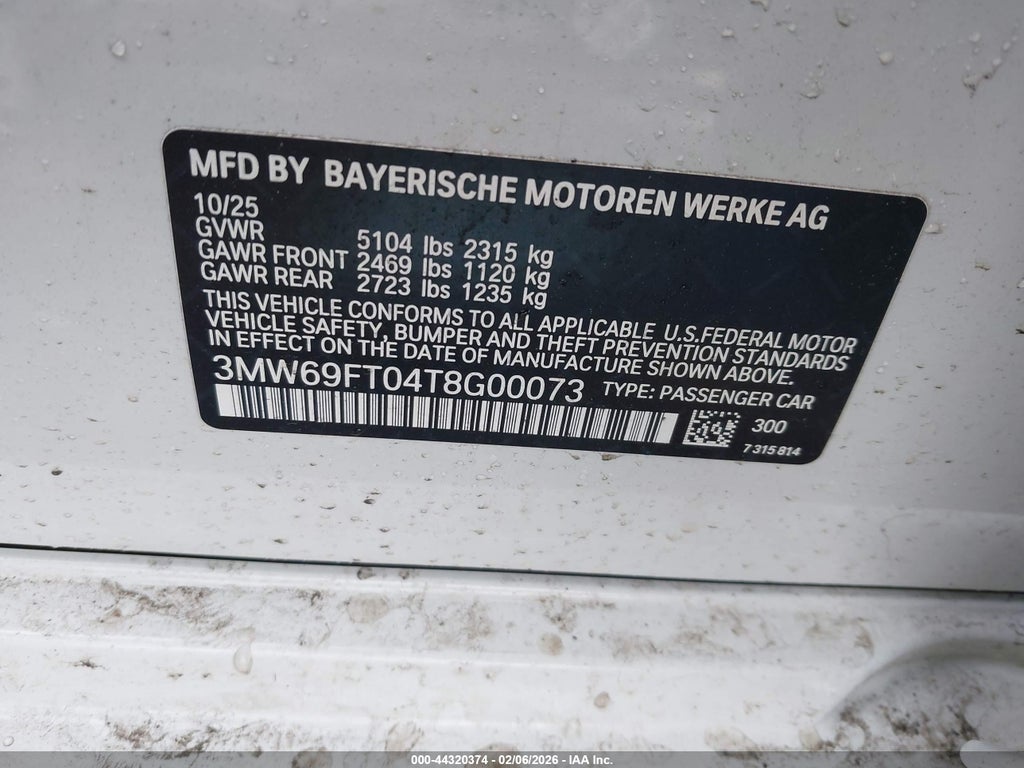 MFD BY BAYERISCHE MOTOREN WERKE AG
10/25
GVWR 5104 lbs 2315 kg
GAWR FRONT 2469 lbs 1120 kg
GAWR REAR 2723 lbs 1235 kg
THIS VEHICLE CONFORMS TO ALL APPLICABLE U.S.FEDERAL MOTOR
VEHICLE SAFETY, BUMPER AND THEFT PREVENTION STANDARDS
IN EFFECT ON THE DATE OF MANUFACTURE SHOWN ABOVE.
3MW69FT04T8G00073 TYPE: PASSENGER CAR
300
7 315 814
000-44320374 - 02/06/2026 - IAA Inc.